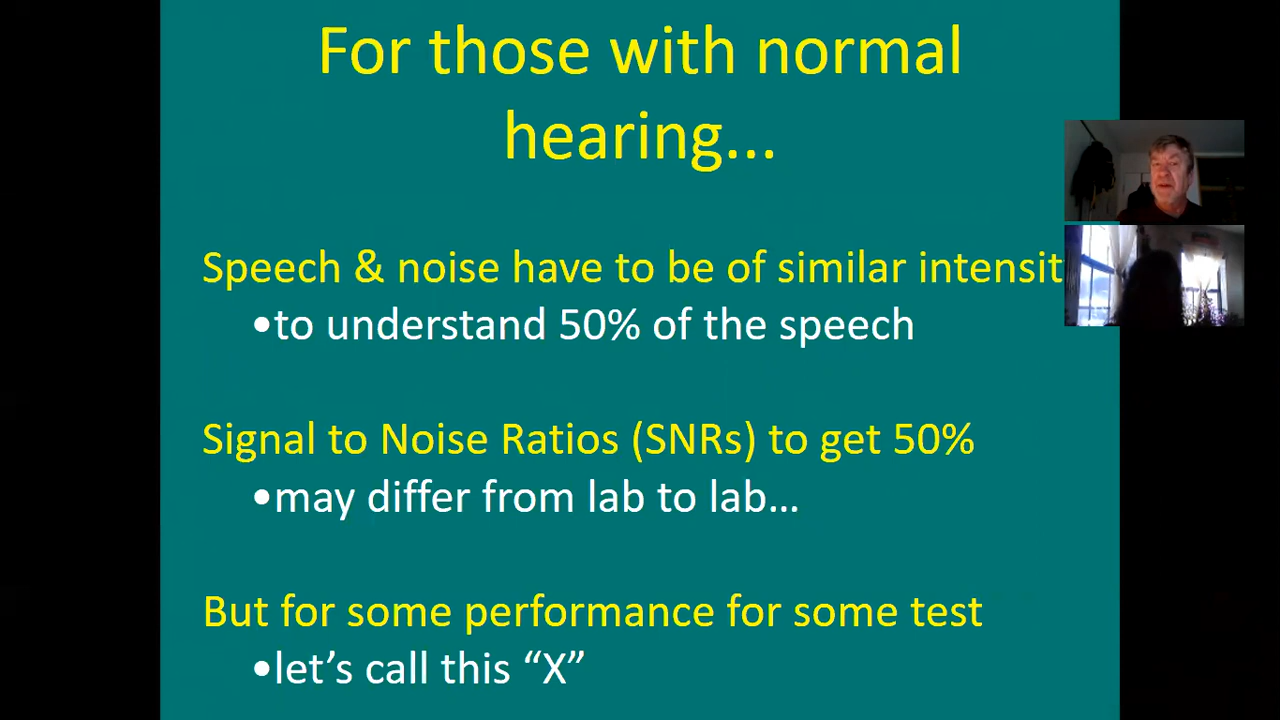 For those with normal
hearing...
Speech & noise have to be of similar intensit
•to understand 50% of the speech
Signal to Noise Ratios (SNRs) to get 50%
•may differ from lab to lab…
But for some performance for some test
•let’s call this “X”